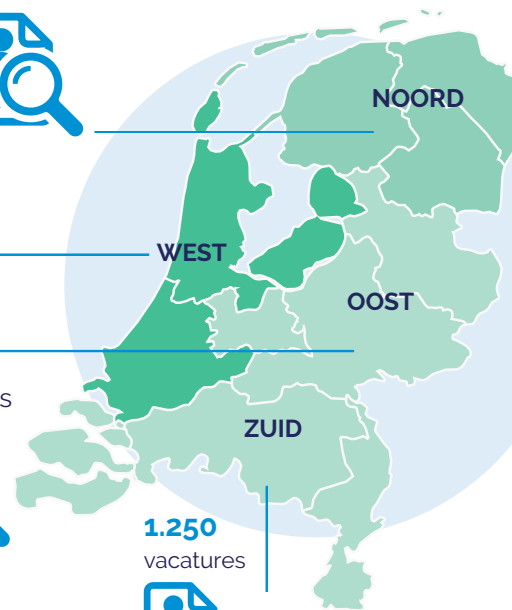 NOORD
WEST
OOST
s
ZUID
1.250
vacatures